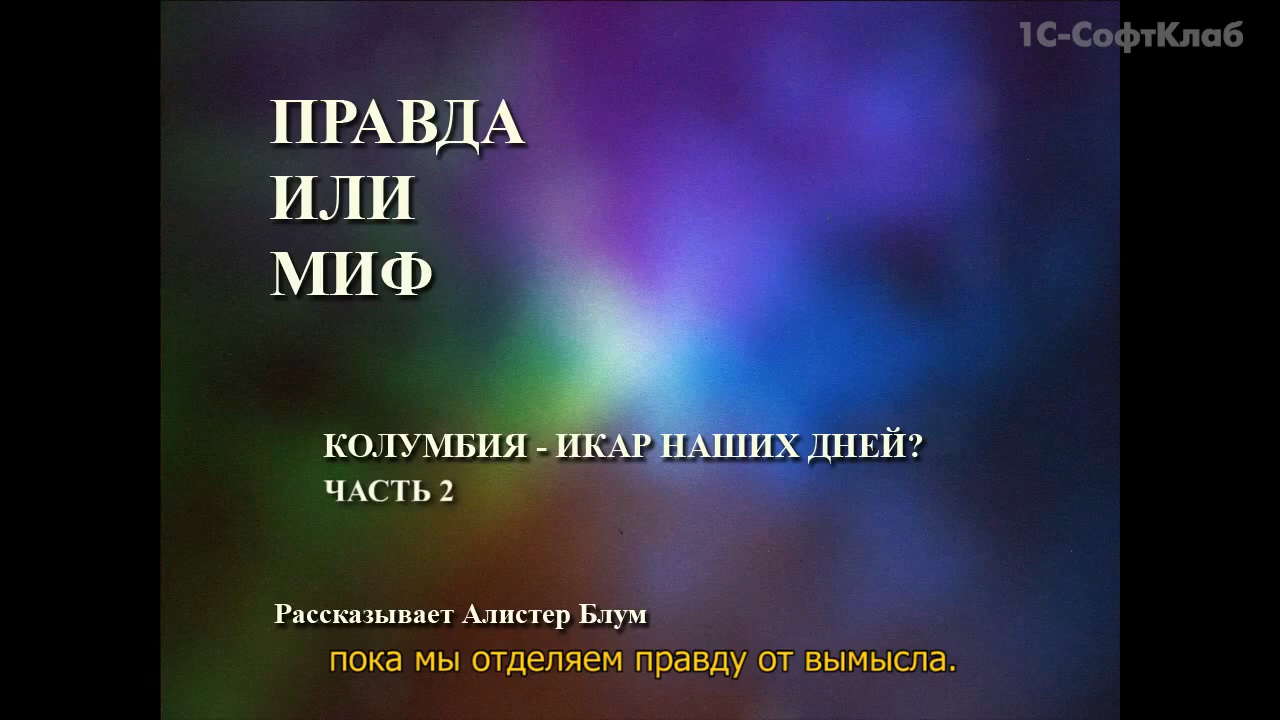 1С-СофтКлаб
ПРАВДА
ИЛИ
МИФ
КОЛУМБИЯ - ИКАР НАШИХ ДНЕЙ?
ЧАСТЬ 2
Рассказывает Алистер Блум
пока мы отделяем правду от вымысла.